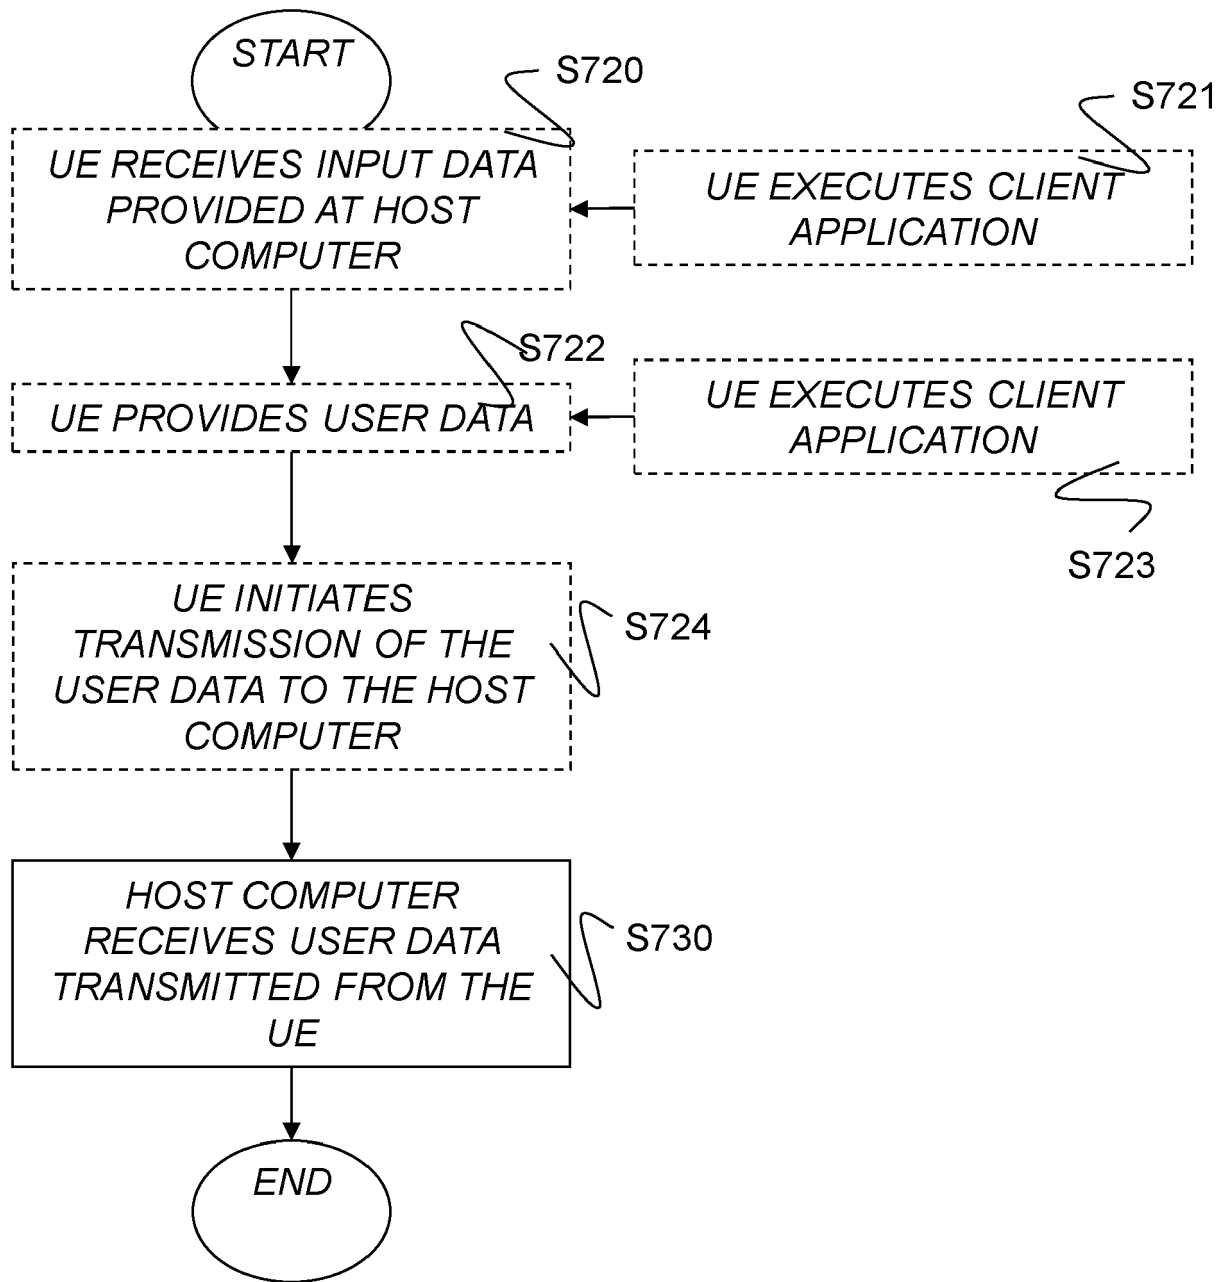 START
S720
S721
UE RECEIVES INPUT DATA
PROVIDED AT HOST
COMPUTER
UE EXECUTES CLIENT
APPLICATION
S722
UE PROVIDES USER DATA
UE EXECUTES CLIENT
APPLICATION
S723
UE INITIATES
TRANSMISSION OF THE
USER DATA TO THE HOST
COMPUTER
S724
HOST COMPUTER
RECEIVES USER DATA
TRANSMITTED FROM THE
UE
S730
END